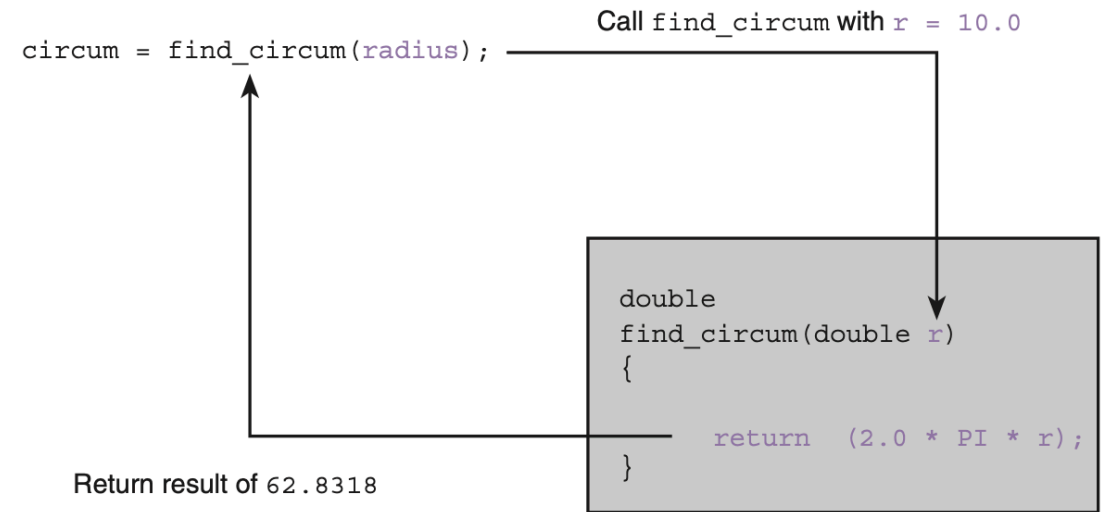 Call find_circum with r = 10.0
circum = find_circum(radius);
double
find_circum(double r)
{
return (2.0 * PI * r);
}
Return result of 62.8318